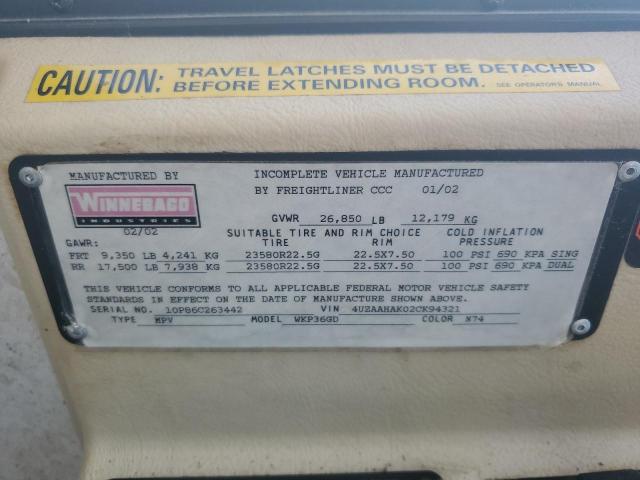 CAUTION: TRAVEL LATCHES MUST BE DETACHED
BEFORE EXTENDING ROOM. SEE OPERATOR'S MANUAL
MANUFACTURED BY
WINNEBAGO
INDUSTRIES
02/02
INCOMPLETE VEHICLE MANUFACTURED
BY FREIGHTLINER CCC 01/02
GVWR 26,850 LB 12,179 KG
SUITABLE TIRE AND RIM CHOICE COLD INFLATION
GAWR: TIRE RIM PRESSURE
FRT 9,350 LB 4,241 KG 23580R22.5G 22.5X7.50 100 PSI 690 KPA SING
RR 17,500 LB 7,938 KG 23580R22.5G 22.5X7.50 100 PSI 690 KPA DUAL
THIS VEHICLE CONFORMS TO ALL APPLICABLE FEDERAL MOTOR VEHICLE SAFETY
STANDARDS IN EFFECT ON THE DATE OF MANUFACTURE SHOWN ABOVE.
SERIAL NO. 10P86C263442 VIN 4UZAAHAK02CK94321
TYPE MPV MODEL WKP36GD COLOR N74